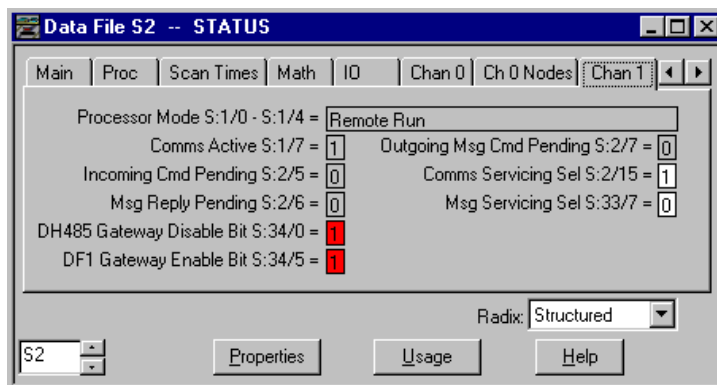 Data File S2 -- STATUS
Main Proc Scan Times Math IO Chan 0 Ch 0 Nodes Chan 1
Processor Mode S:1/0 - S:1/4 = Remote Run
Comms Active S:1/7 = 1 Outgoing Msg Cmd Pending S:2/7 = 0
Incoming Cmd Pending S:2/5 = 0 Comms Servicing Sel S:2/15 = 1
Msg Reply Pending S:2/6 = 0 Msg Servicing Sel S:33/7 = 0
DH485 Gateway Disable Bit S:34/0 = 1
DF1 Gateway Enable Bit S:34/5 = 1
Radix: Structured
S2 Properties Usage Help